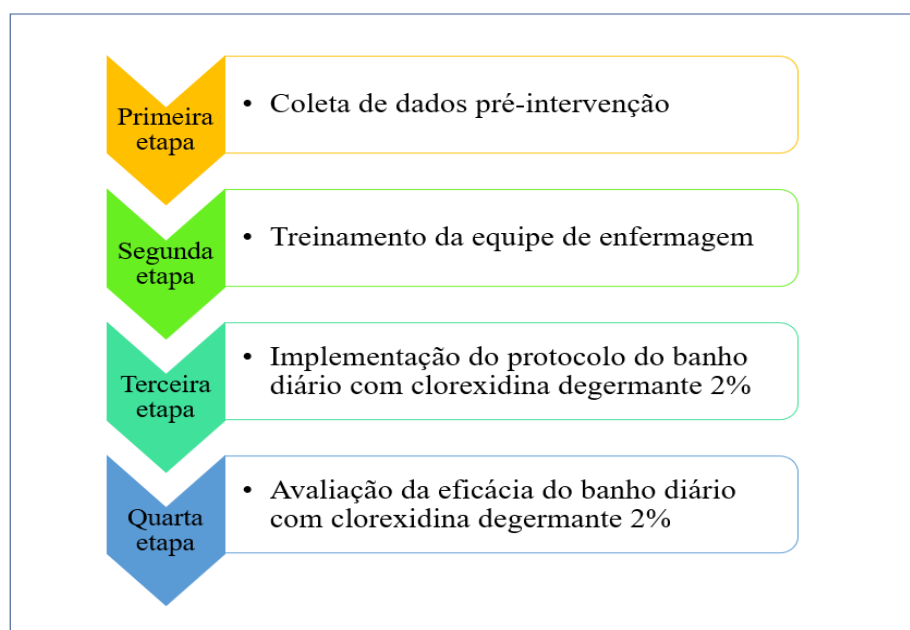 Primeira
etapa
• Coleta de dados pré-intervenção
Segunda
etapa
• Treinamento da equipe de enfermagem
Terceira
etapa
• Implementação do protocolo do banho
diário com clorexidina degermante 2%
Quarta
etapa
• Avaliação da eficácia do banho diário
com clorexidina degermante 2%